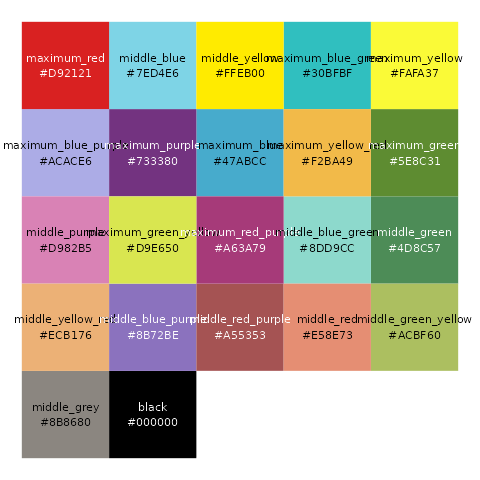 maximum_red
#D92121
middle_blue
#7ED4E6
middle_yellow
#FFEB00
maximum_blue_green
#30BFBF
maximum_yellow
#FAFA37
maximum_blue_purple
#ACACE6
maximum_purple
#733380
maximum_blue
#47ABCC
maximum_yellow_red
#F2BA49
maximum_green
#5E8C31
middle_purple
#D982B5
maximum_green_yellow
#D9E650
maximum_red_purple
#A63A79
middle_blue_green
#8DD9CC
middle_green
#4D8C57
middle_yellow_red
#ECB176
middle_blue_purple
#8B72BE
middle_red_purple
#A55353
middle_red
#E58E73
middle_green_yellow
#ACBF60
middle_grey
#8B8680
black
#000000